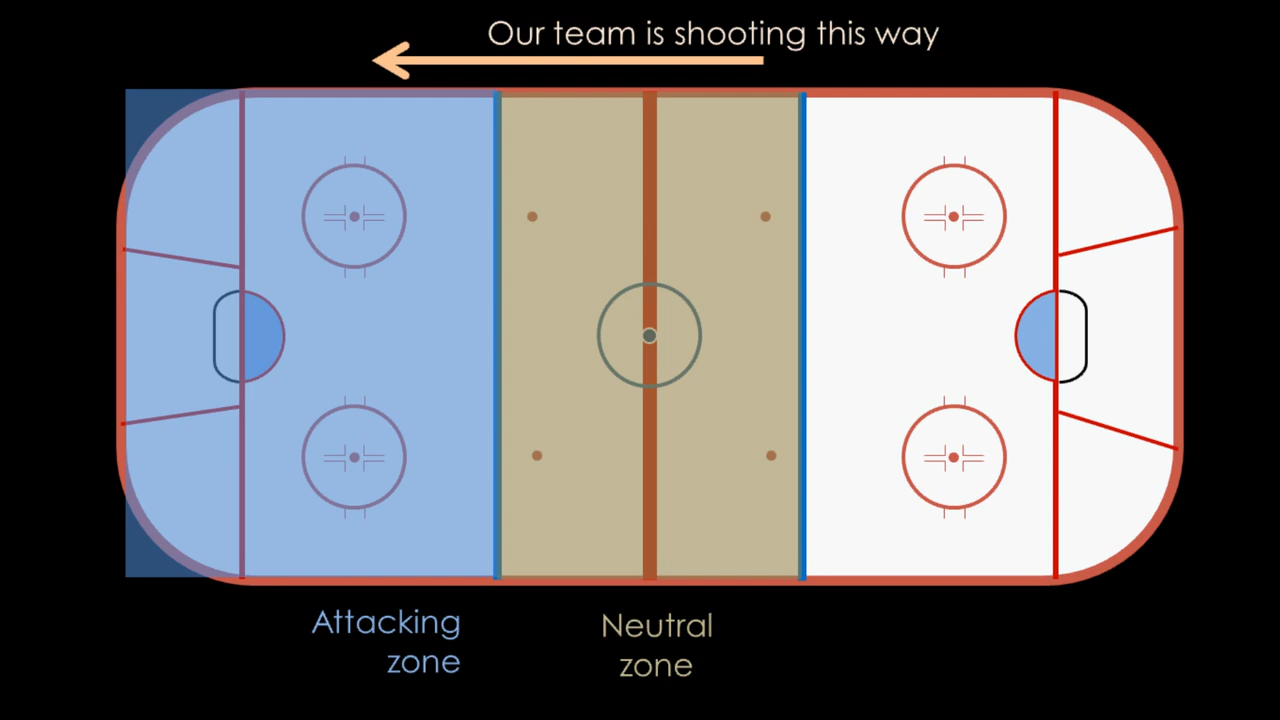 Our team is shooting this way
Attacking
zone
Neutral
zone